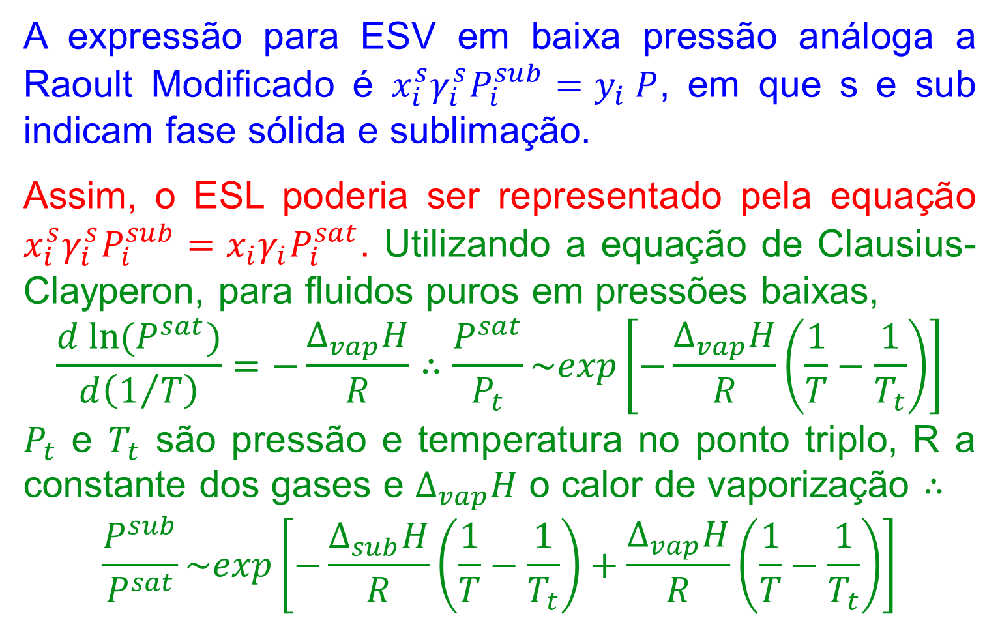 A expressão para ESV em baixa pressão análoga a
Raoult Modificado é $x_i^s \gamma_i^s P_i^{sub} = y_i P$, em que s e sub
indicam fase sólida e sublimação.
Assim, o ESL poderia ser representado pela equação
$x_i^s \gamma_i^s P_i^{sub} = x_i \gamma_i P_i^{sat}$. Utilizando a equação de Clausius-
Clayperon, para fluidos puros em pressões baixas,
$\frac{d \ln(P^{sat})}{d(1/T)} = -\frac{\Delta_{vap}H}{R} \therefore \frac{P^{sat}}{P_t} \sim exp\left[-\frac{\Delta_{vap}H}{R}\left(\frac{1}{T} - \frac{1}{T_t}\right)\right]$
$P_t$ e $T_t$ são pressão e temperatura no ponto triplo, R a
constante dos gases e $\Delta_{vap}H$ o calor de vaporização $\therefore$
$\frac{P^{sub}}{P^{sat}} \sim exp\left[-\frac{\Delta_{sub}H}{R}\left(\frac{1}{T} - \frac{1}{T_t}\right) + \frac{\Delta_{vap}H}{R}\left(\frac{1}{T} - \frac{1}{T_t}\right)\right]$